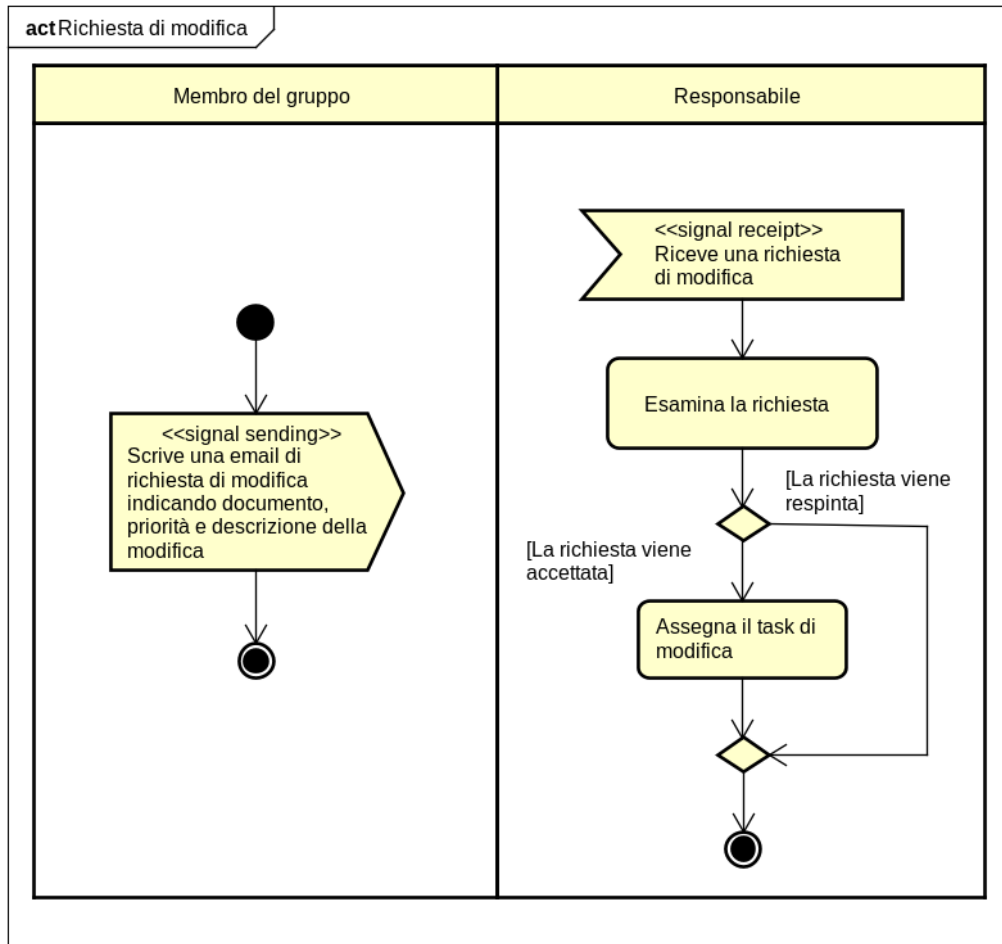 act Richiesta di modifica
Membro del gruppo
Responsabile
<<signal sending>>
Scrive una email di
richiesta di modifica
indicando documento,
priorità e descrizione della
modifica
<<signal receipt>>
Riceve una richiesta
di modifica
Esamina la richiesta
[La richiesta viene
respinta]
[La richiesta viene
accettata]
Assegna il task di
modifica